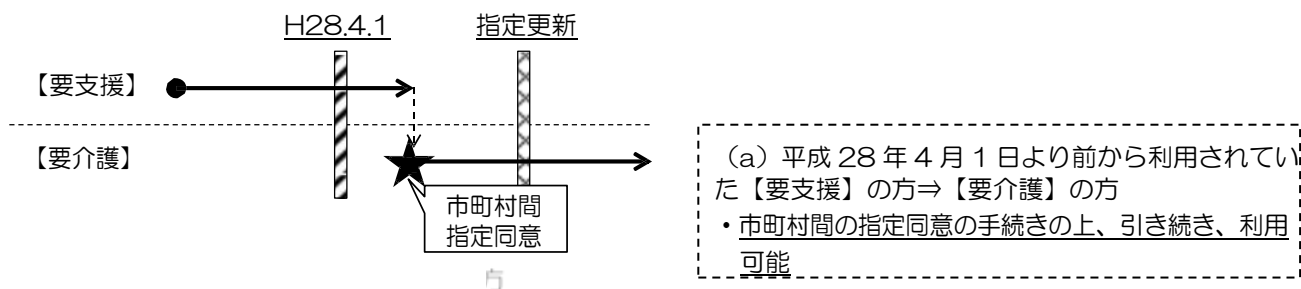 H28.4.1
指定更新
【要支援】
【要介護】
市町村間
指定同意
（a）平成 28 年 4 月 1 日より前から利用されてい
た【要支援】の方⇒【要介護】の方
・市町村間の指定同意の手続きの上、引き続き、利用
可能